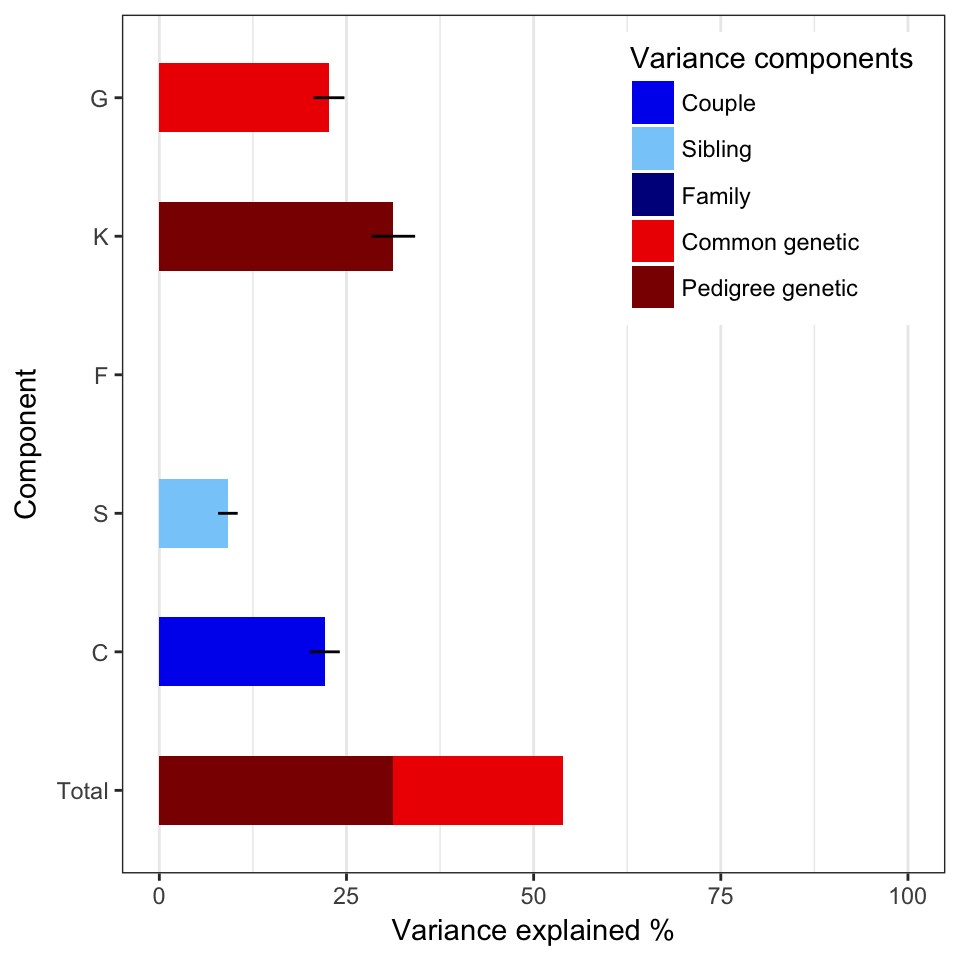 Variance components
Couple
Sibling
Family
Common genetic
Pedigree genetic
Component
G
K
F
S
C
Total
0 25 50 75 100
Variance explained %